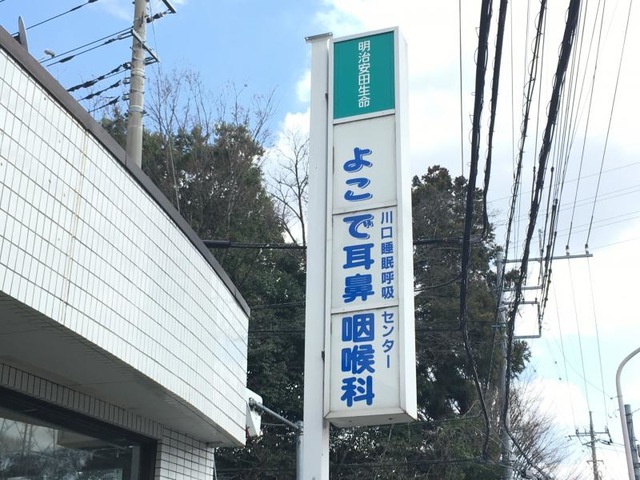 明治安田生命
よこで耳鼻咽喉科
川口睡眠呼吸センター